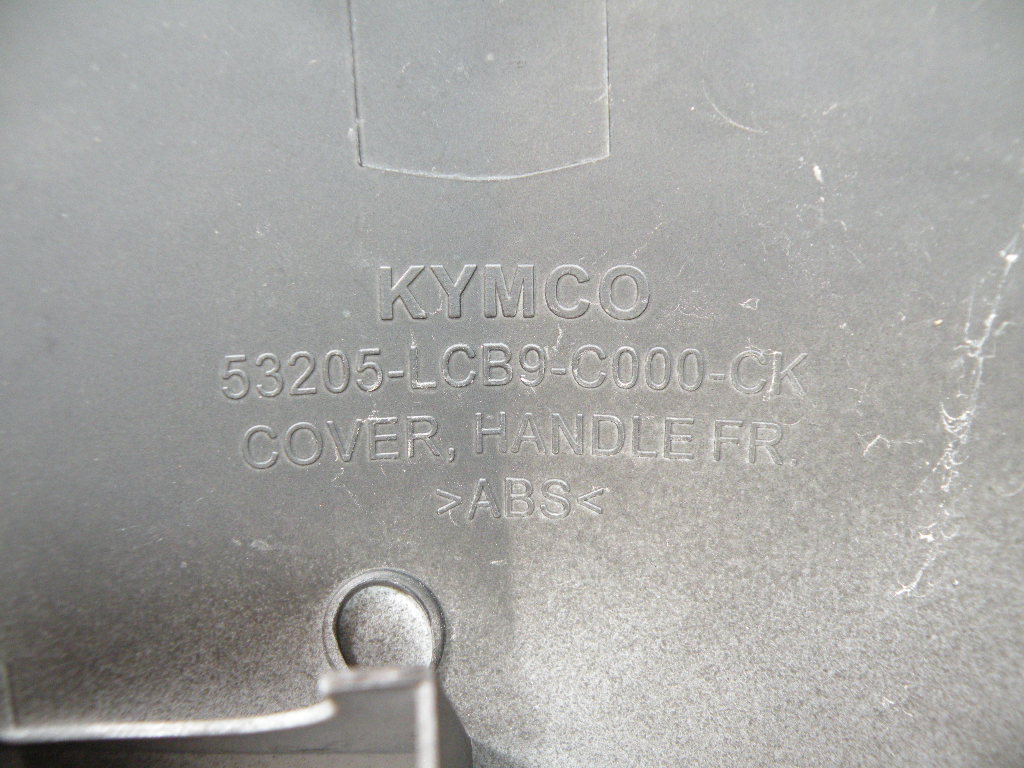 KYMCO
53205-LCB9-C000-CK
COVER, HANDLE FR.
>ABS<